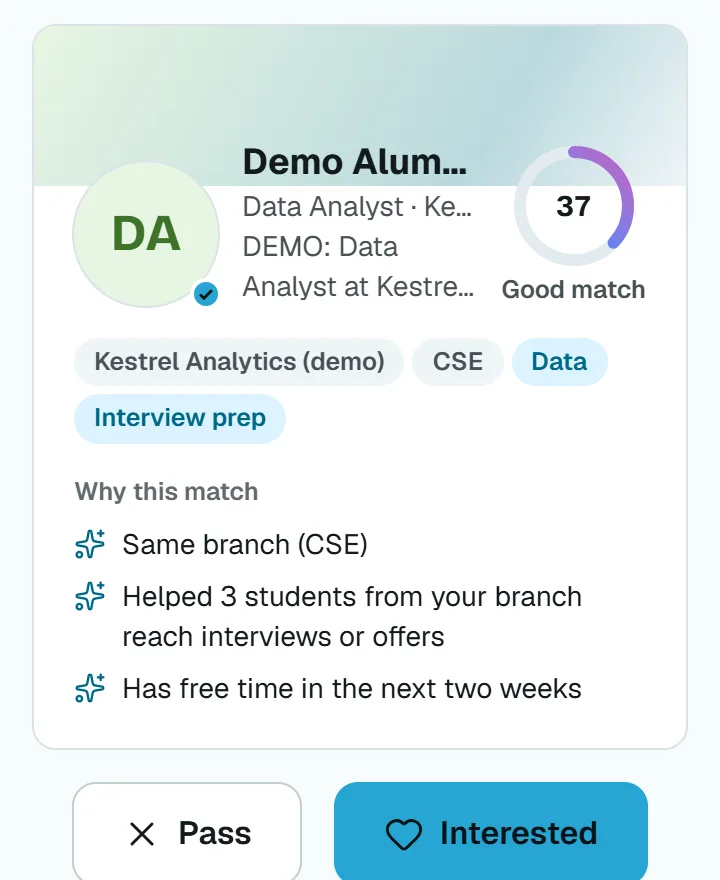 Demo Alum...
Data Analyst · Ke...
DEMO: Data
Analyst at Kestre...
DA
37
Good match
Kestrel Analytics (demo)
CSE
Data
Interview prep
Why this match
Same branch (CSE)
Helped 3 students from your branch
reach interviews or offers
Has free time in the next two weeks
Pass
Interested